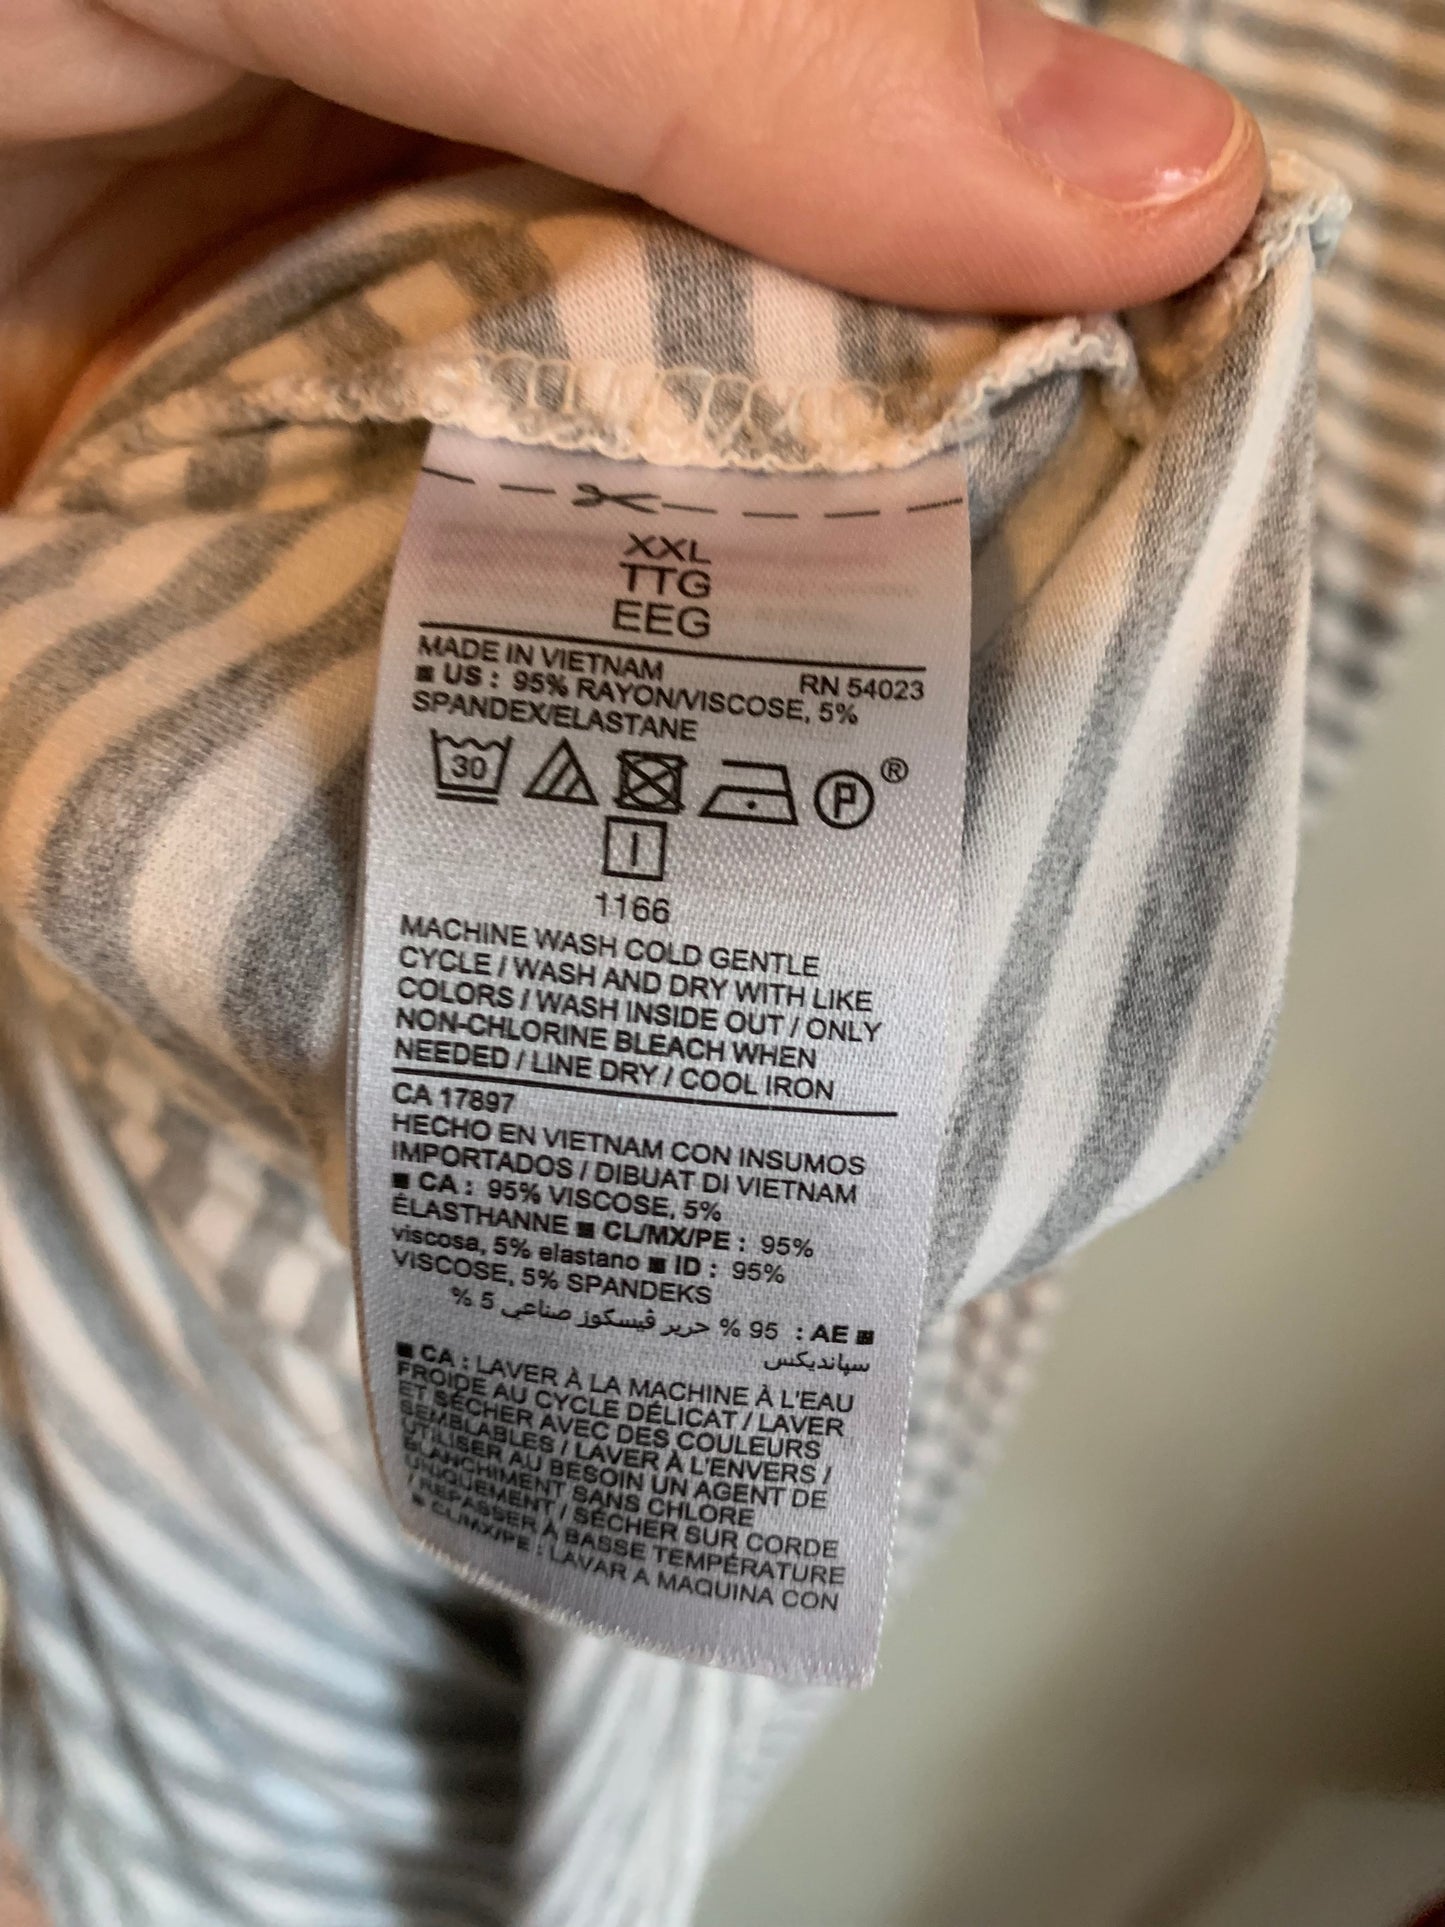 XXL
TTG
EEG
MADE IN VIETNAM
RN 54023
■ US : 95% RAYON/VISCOSE, 5%
SPANDEX/ELASTANE
30
P
®
1166
MACHINE WASH COLD GENTLE
CYCLE / WASH AND DRY WITH LIKE
COLORS / WASH INSIDE OUT / ONLY
NON-CHLORINE BLEACH WHEN
NEEDED / LINE DRY / COOL IRON
CA 17897
HECHO EN VIETNAM CON INSUMOS
IMPORTADOS / DIBUAT DI VIETNAM
■ CA : 95% VISCOSE, 5%
ÉLASTHANNE ■ CL/MX/PE : 95%
viscosa, 5% elastano ■ ID : 95%
VISCOSE, 5% SPANDEKS
■ AE : 95 % حرير ڤيسكوز صناعي 5 %
سپانديكس
■ CA : LAVER À LA MACHINE À L'EAU
FROIDE AU CYCLE DÉLICAT / LAVER
ET SÉCHER AVEC DES COULEURS
SEMBLABLES / LAVER À L'ENVERS /
UTILISER AU BESOIN UN AGENT DE
BLANCHIMENT SANS CHLORE
UNIQUEMENT / SÉCHER SUR CORDE
/ REPASSER À BASSE TEMPÉRATURE
■ CL/MX/PE : LAVAR A MAQUINA CON